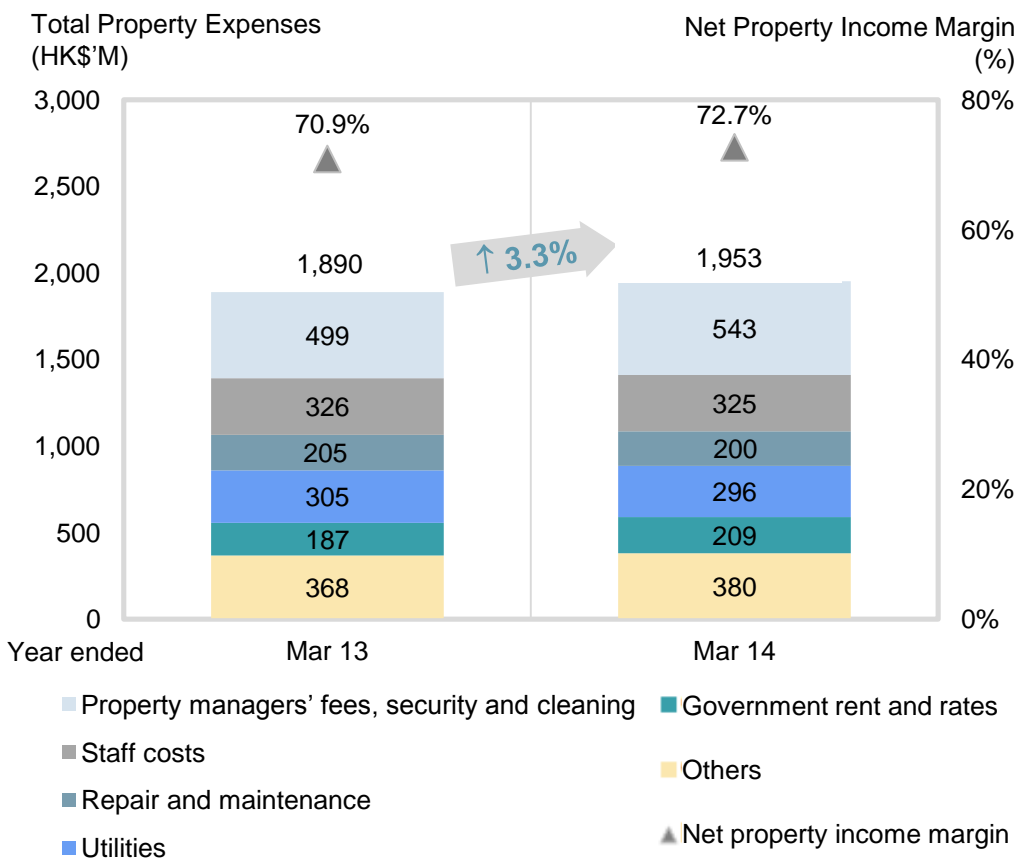 Total Property Expenses
(HK$'M)
Net Property Income Margin
(%)
3,000
2,500
2,000
1,500
1,000
500
0
80%
60%
40%
20%
0%
70.9%
72.7%
↑ 3.3%
1,890
1,953
499
543
326
325
205
200
305
296
187
209
368
380
Year ended
Mar 13
Mar 14
Property managers' fees, security and cleaning
Staff costs
Repair and maintenance
Utilities
Government rent and rates
Others
Net property income margin